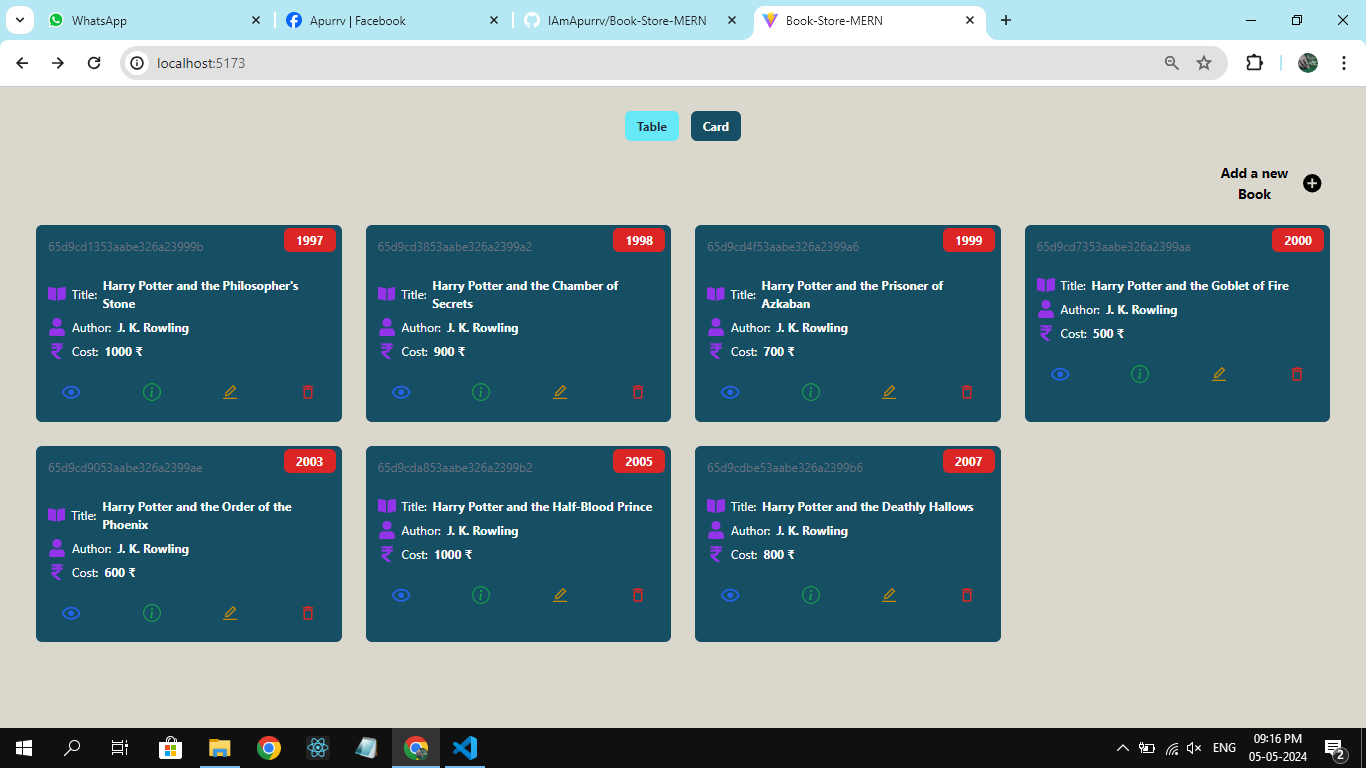 WhatsApp
Apurrv | Facebook
IAmApurrv/Book-Store-MERN
Book-Store-MERN
localhost:5173
Table
Card
Add a new
Book
65d9cd1353aabe326a23999b
1997
Title: Harry Potter and the Philosopher's
Stone
Author: J. K. Rowling
Cost: 1000 ₹
65d9cd3853aabe326a2399a2
1998
Title: Harry Potter and the Chamber of
Secrets
Author: J. K. Rowling
Cost: 900 ₹
65d9cd4f53aabe326a2399a6
1999
Title: Harry Potter and the Prisoner of
Azkaban
Author: J. K. Rowling
Cost: 700 ₹
65d9cd7353aabe326a2399aa
2000
Title: Harry Potter and the Goblet of Fire
Author: J. K. Rowling
Cost: 500 ₹
65d9cd9053aabe326a2399ae
2003
Title: Harry Potter and the Order of the
Phoenix
Author: J. K. Rowling
Cost: 600 ₹
65d9cda853aabe326a2399b2
2005
Title: Harry Potter and the Half-Blood Prince
Author: J. K. Rowling
Cost: 1000 ₹
65d9cdbe53aabe326a2399b6
2007
Title: Harry Potter and the Deathly Hallows
Author: J. K. Rowling
Cost: 800 ₹
ENG
09:16 PM
05-05-2024
2